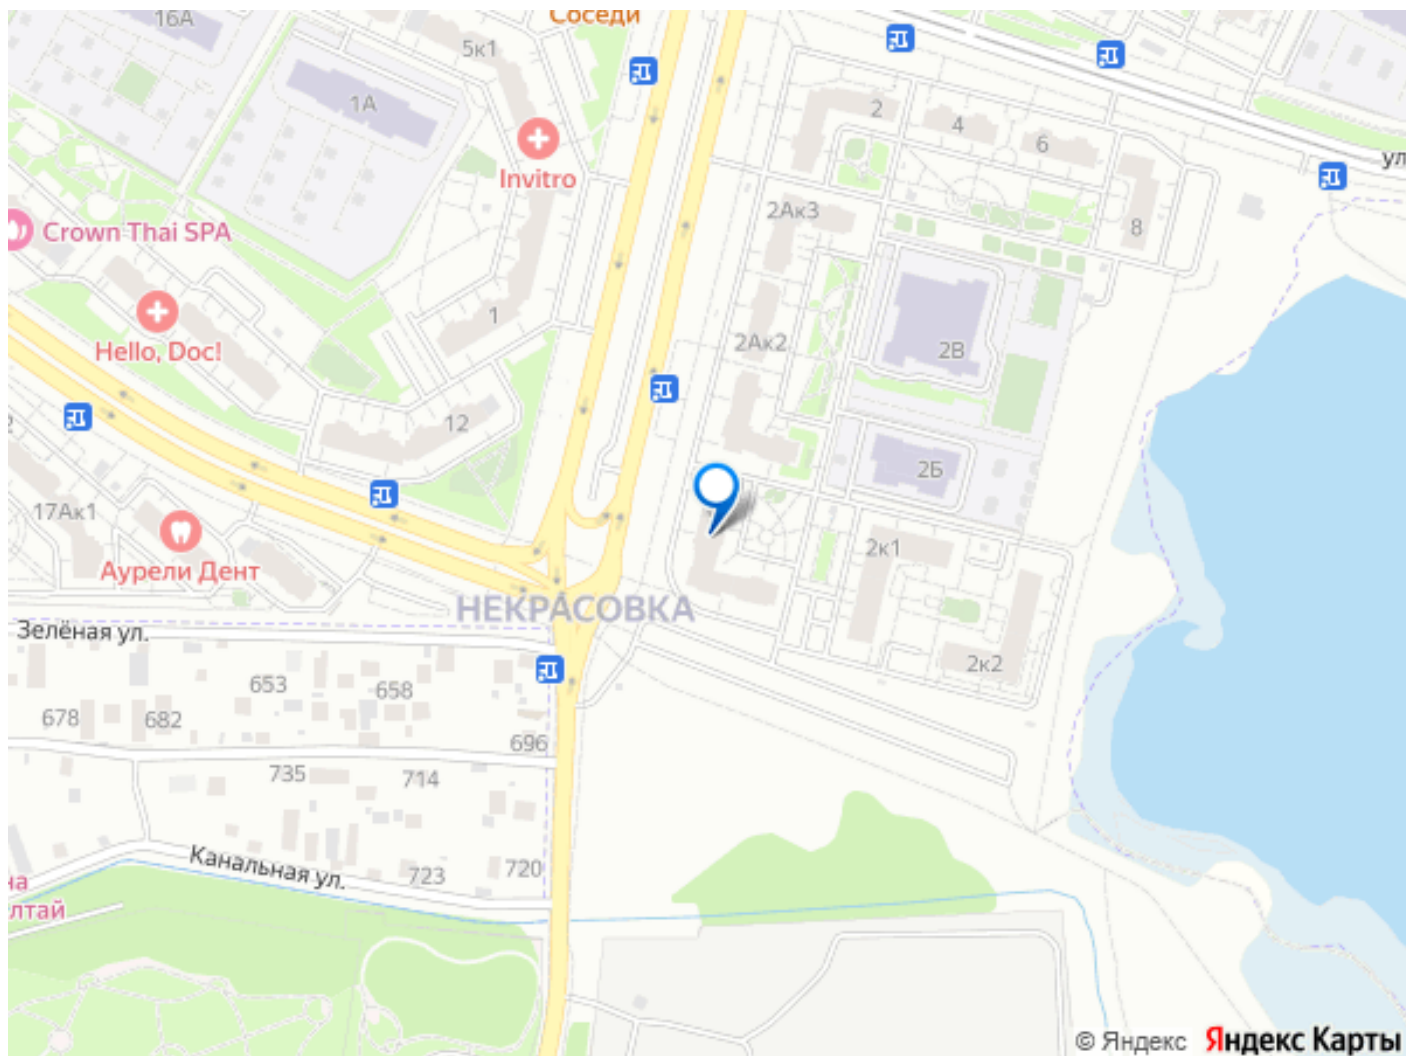 16А
Соседи
5к1
1А
Invitro
2
4
6
ул
8
2Ак3
Crown Thai SPA
1
Hello, Doc!
2Ак2
2В
12
2Б
17Ак1
Аурели Дент
2к1
НЕКРАСОВКА
Зелёная ул.
2к2
653
658
678
682
696
735
714
Канальная ул.
723
720
на
лтай
© Яндекс
Яндекс Карты